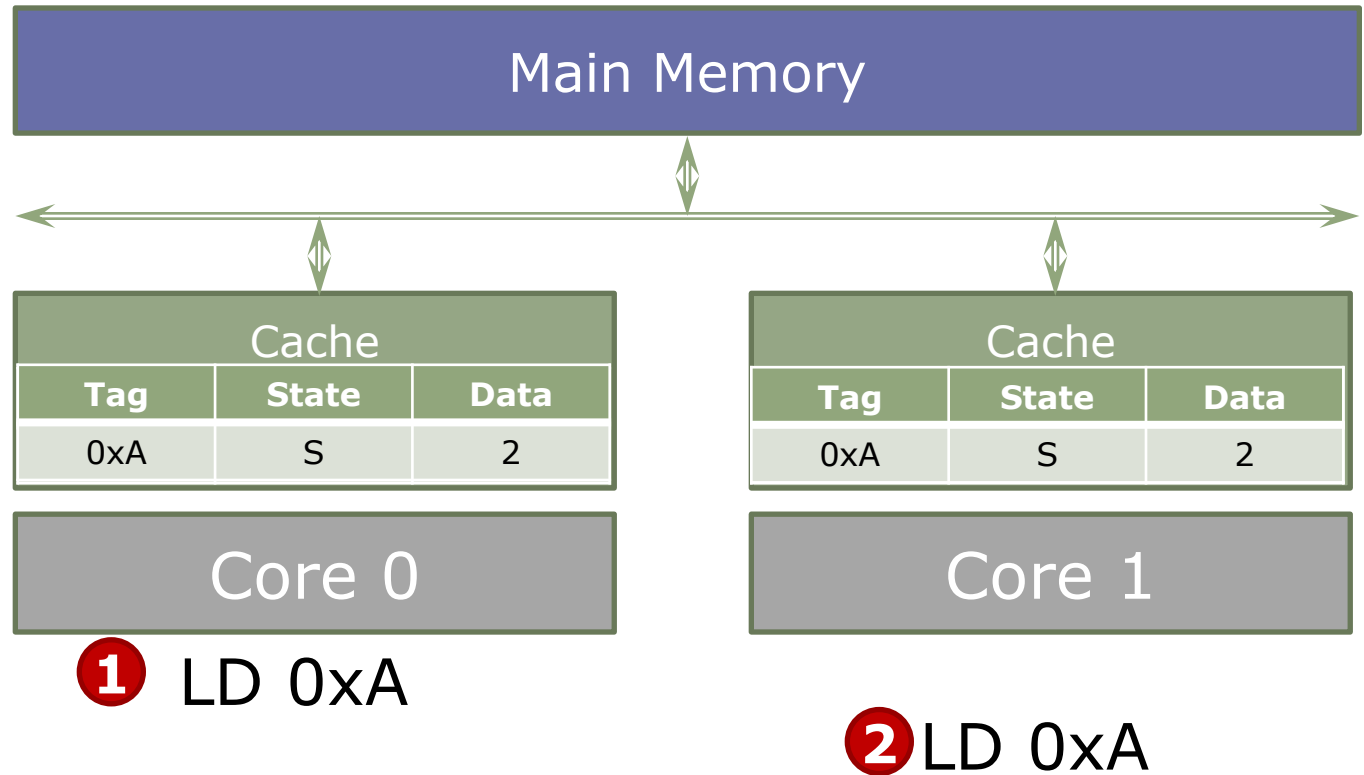 Main Memory
Cache
Tag State Data
0xA S 2
Core 0
1 LD 0xA
Cache
Tag State Data
0xA S 2
Core 1
2 LD 0xA